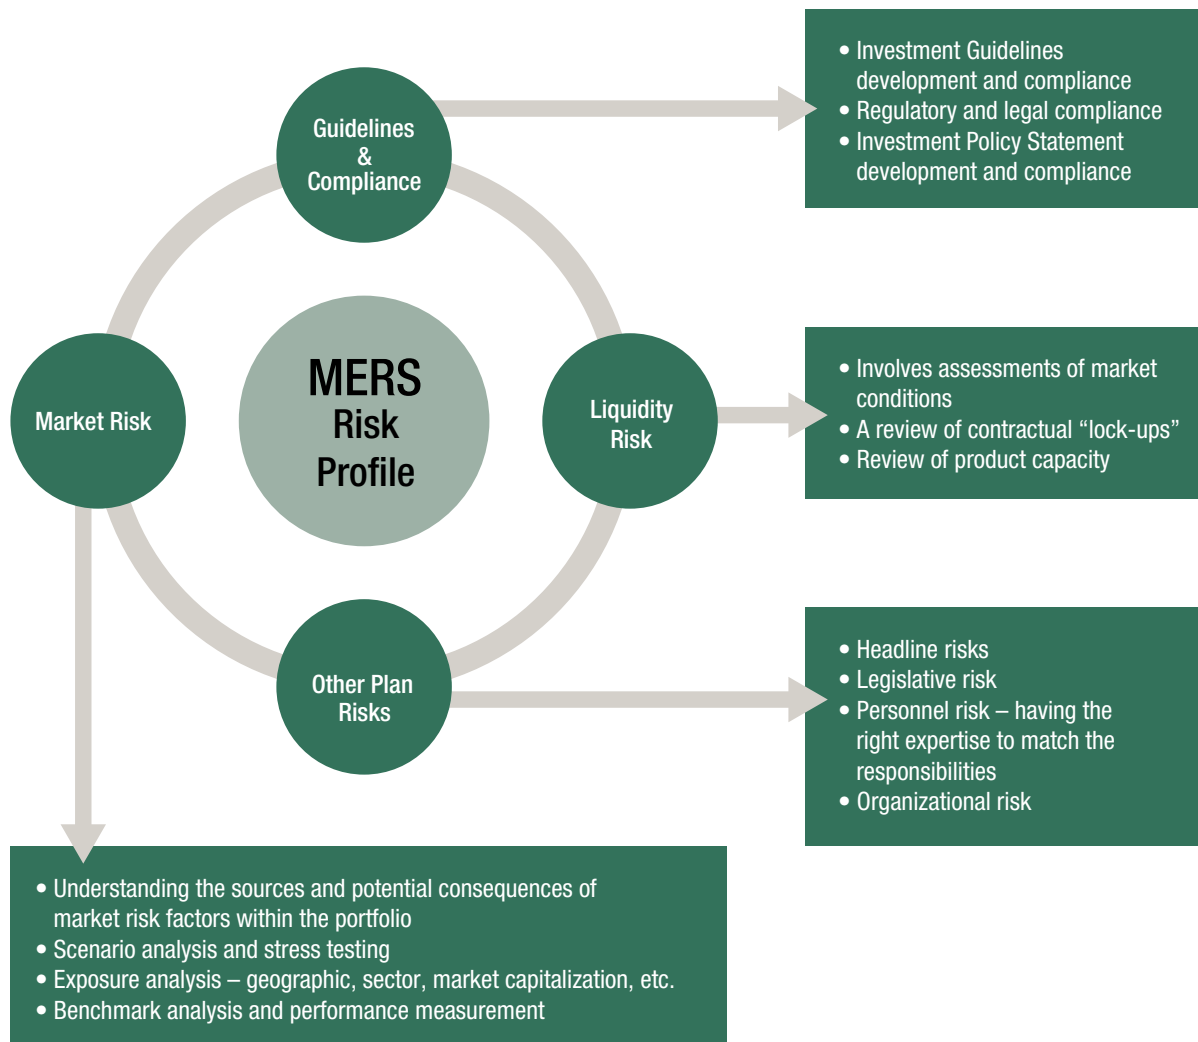 Guidelines
&
Compliance
• Investment Guidelines
development and compliance
• Regulatory and legal compliance
• Investment Policy Statement
development and compliance
MERS
Risk
Profile
Market Risk
Liquidity
Risk
• Involves assessments of market
conditions
• A review of contractual “lock-ups”
• Review of product capacity
Other Plan
Risks
• Headline risks
• Legislative risk
• Personnel risk – having the
right expertise to match the
responsibilities
• Organizational risk
• Understanding the sources and potential consequences of
market risk factors within the portfolio
• Scenario analysis and stress testing
• Exposure analysis – geographic, sector, market capitalization, etc.
• Benchmark analysis and performance measurement